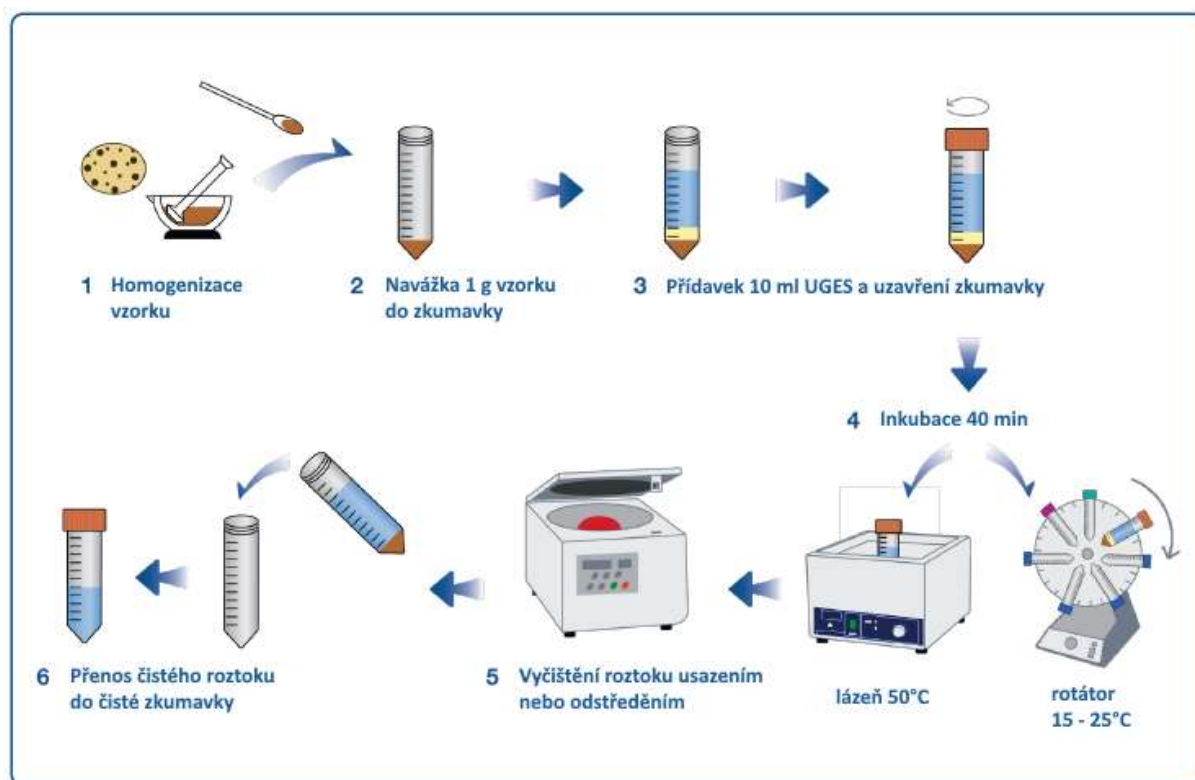 1 Homogenizace
vzorku
2 Navážka 1 g vzorku
do zkumavky
3 Přídavek 10 ml UGES a uzavření zkumavky
4 Inkubace 40 min
lázeň 50°C
rotátor
15 - 25°C
5 Vyčištění roztoku usazením
nebo odstředěním
6 Přenos čistého roztoku
do čisté zkumavky